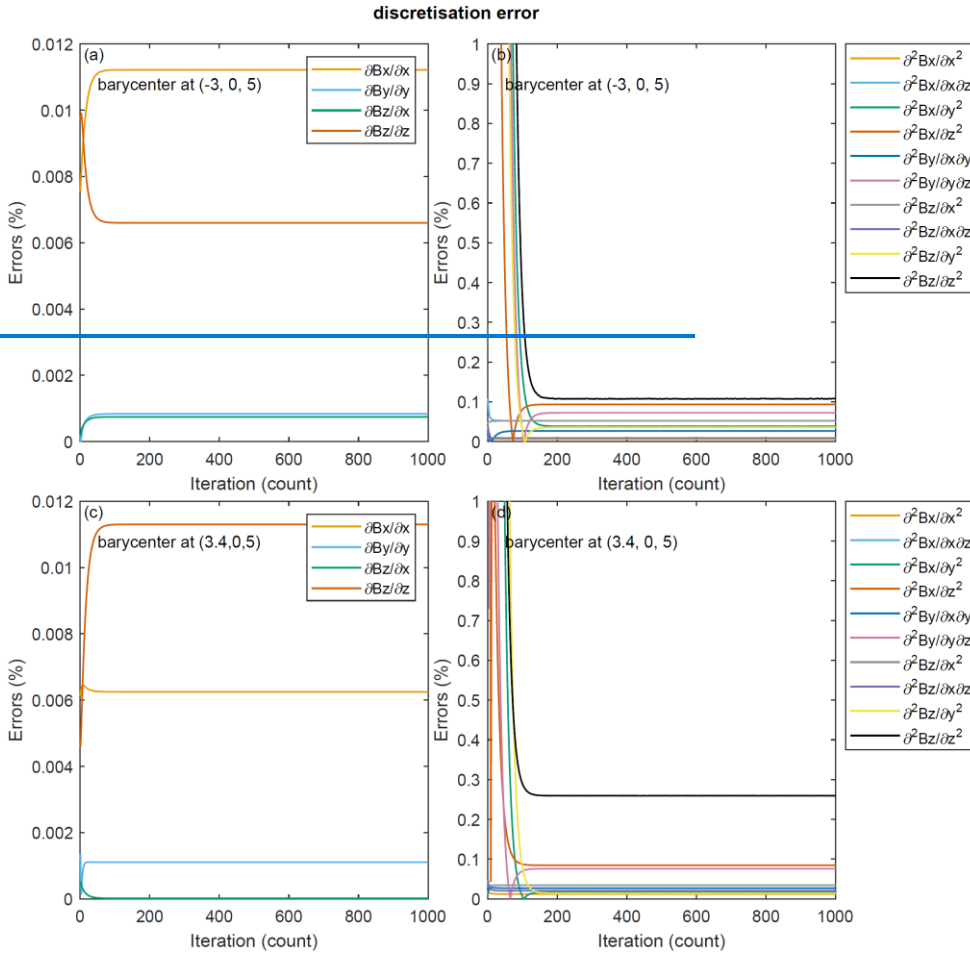 discretisation error
(a)
barycenter at (-3, 0, 5)
∂Bx/∂x
∂By/∂y
∂Bz/∂x
∂Bz/∂z
0.012
0.01
0.008
0.006
0.004
0.002
0
Errors (%)
0 200 400 600 800 1000
Iteration (count)
(b)
barycenter at (-3, 0, 5)
1
0.9
0.8
0.7
0.6
0.5
0.4
0.3
0.2
0.1
0
Errors (%)
0 200 400 600 800 1000
Iteration (count)
∂²Bx/∂x²
∂²Bx/∂x∂z
∂²Bx/∂y²
∂²Bx/∂z²
∂²By/∂x∂y
∂²By/∂y∂z
∂²Bz/∂x²
∂²Bz/∂x∂z
∂²Bz/∂y²
∂²Bz/∂z²
(c)
barycenter at (3.4,0,5)
∂Bx/∂x
∂By/∂y
∂Bz/∂x
∂Bz/∂z
0.012
0.01
0.008
0.006
0.004
0.002
0
Errors (%)
0 200 400 600 800 1000
Iteration (count)
(d)
barycenter at (3.4, 0, 5)
1
0.9
0.8
0.7
0.6
0.5
0.4
0.3
0.2
0.1
0
Errors (%)
0 200 400 600 800 1000
Iteration (count)
∂²Bx/∂x²
∂²Bx/∂x∂z
∂²Bx/∂y²
∂²Bx/∂z²
∂²By/∂x∂y
∂²By/∂y∂z
∂²Bz/∂x²
∂²Bz/∂x∂z
∂²Bz/∂y²
∂²Bz/∂z²